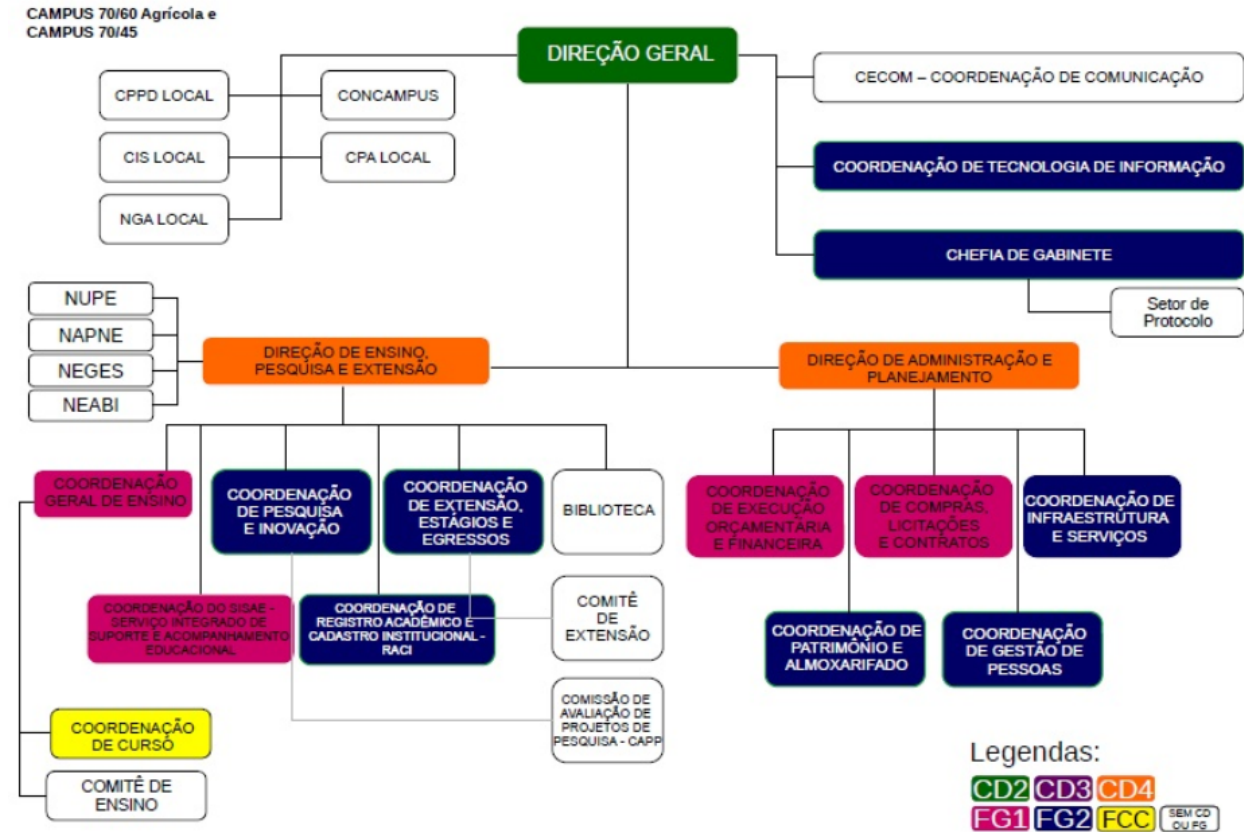 CAMPUS 70/60 Agrícola e
CAMPUS 70/45
DIREÇÃO GERAL
CPPD LOCAL
CONCAMPUS
CIS LOCAL
CPA LOCAL
NGA LOCAL
CECOM – COORDENAÇÃO DE COMUNICAÇÃO
COORDENAÇÃO DE TECNOLOGIA DE INFORMAÇÃO
CHEFIA DE GABINETE
Setor de
Protocolo
NUPE
NAPNE
NEGES
NEABI
DIREÇÃO DE ENSINO,
PESQUISA E EXTENSÃO
DIREÇÃO DE ADMINISTRAÇÃO E
PLANEJAMENTO
COORDENAÇÃO
GERAL DE ENSINO
COORDENAÇÃO
DE PESQUISA
E INOVAÇÃO
COORDENAÇÃO
DE EXTENSÃO,
ESTÁGIOS E
EGRESSOS
BIBLIOTECA
COORDENAÇÃO
DE EXECUÇÃO
ORÇAMENTÁRIA
E FINANCEIRA
COORDENAÇÃO
DE COMPRAS,
LICITAÇÕES
E CONTRATOS
COORDENAÇÃO DE
INFRAESTRUTURA
E SERVIÇOS
COORDENAÇÃO DO SISAE -
SERVIÇO INTEGRADO DE
SUPORTE E ACOMPANHAMENTO
EDUCACIONAL
COORDENAÇÃO DE
REGISTRO ACADÊMICO E
CADASTRO INSTITUCIONAL -
RACI
COMITÊ
DE
EXTENSÃO
COORDENAÇÃO DE
PATRIMÔNIO E
ALMOXARIFADO
COORDENAÇÃO
DE GESTÃO DE
PESSOAS
COMISSÃO DE
AVALIAÇÃO DE
PROJETOS DE
PESQUISA - CAPP
COORDENAÇÃO
DE CURSO
COMITÊ DE
ENSINO
Legendas:
CD2 CD3 CD4
FG1 FG2 FCC SEM CD
OU FG